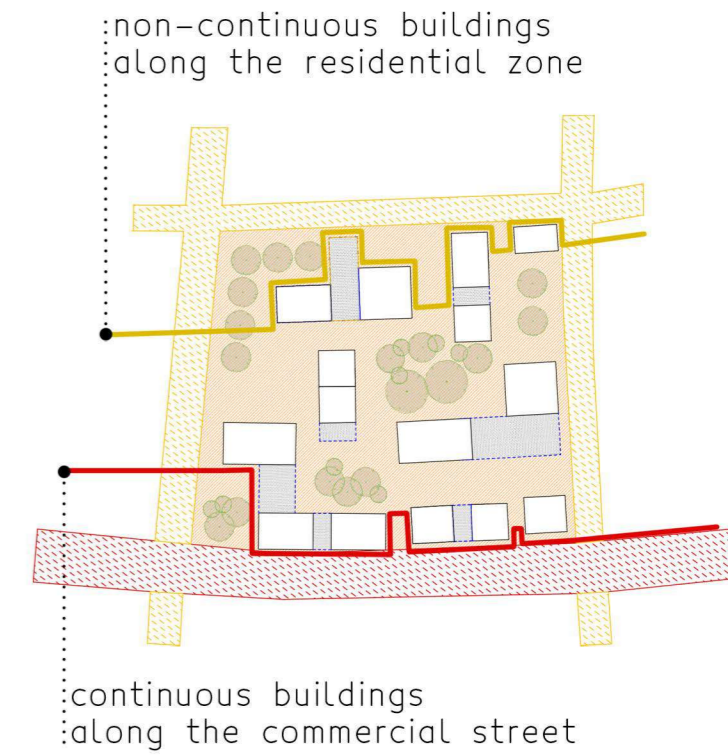 non-continuous buildings
along the residential zone
continuous buildings
along the commercial street